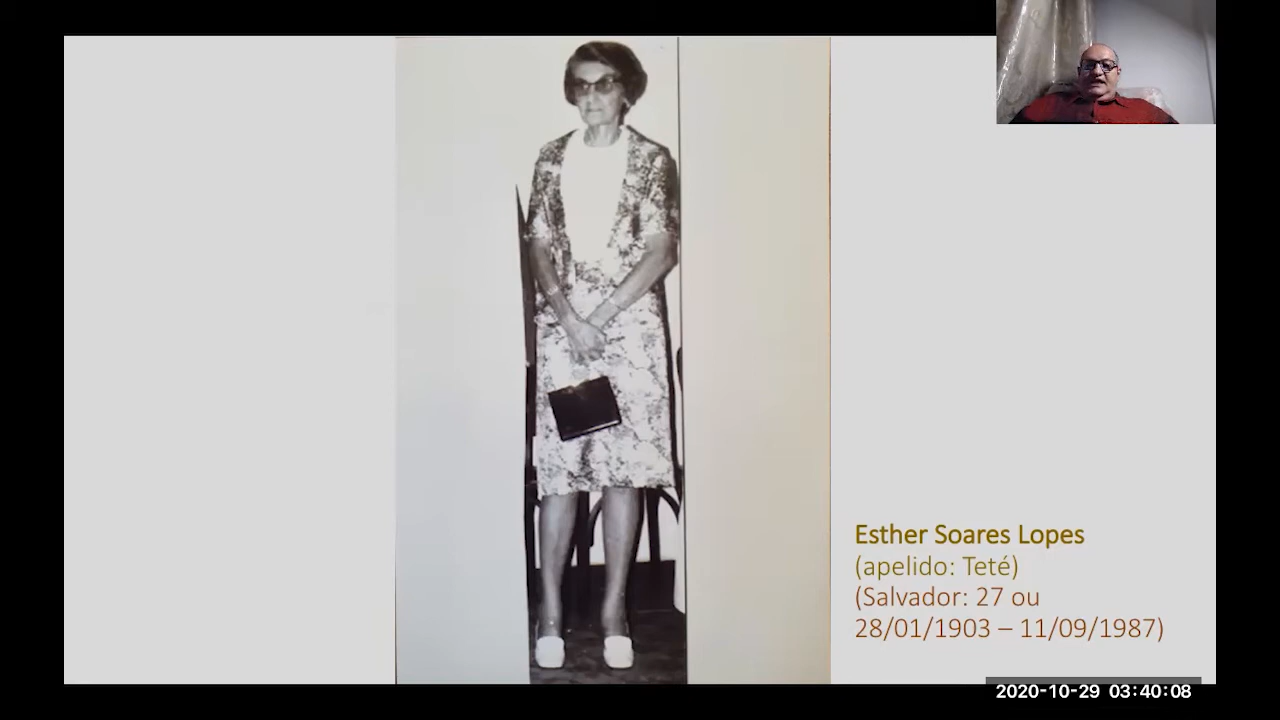 Esther Soares Lopes
(apelido: Teté)
(Salvador: 27 ou
28/01/1903 – 11/09/1987)
2020-10-29 03:40:08